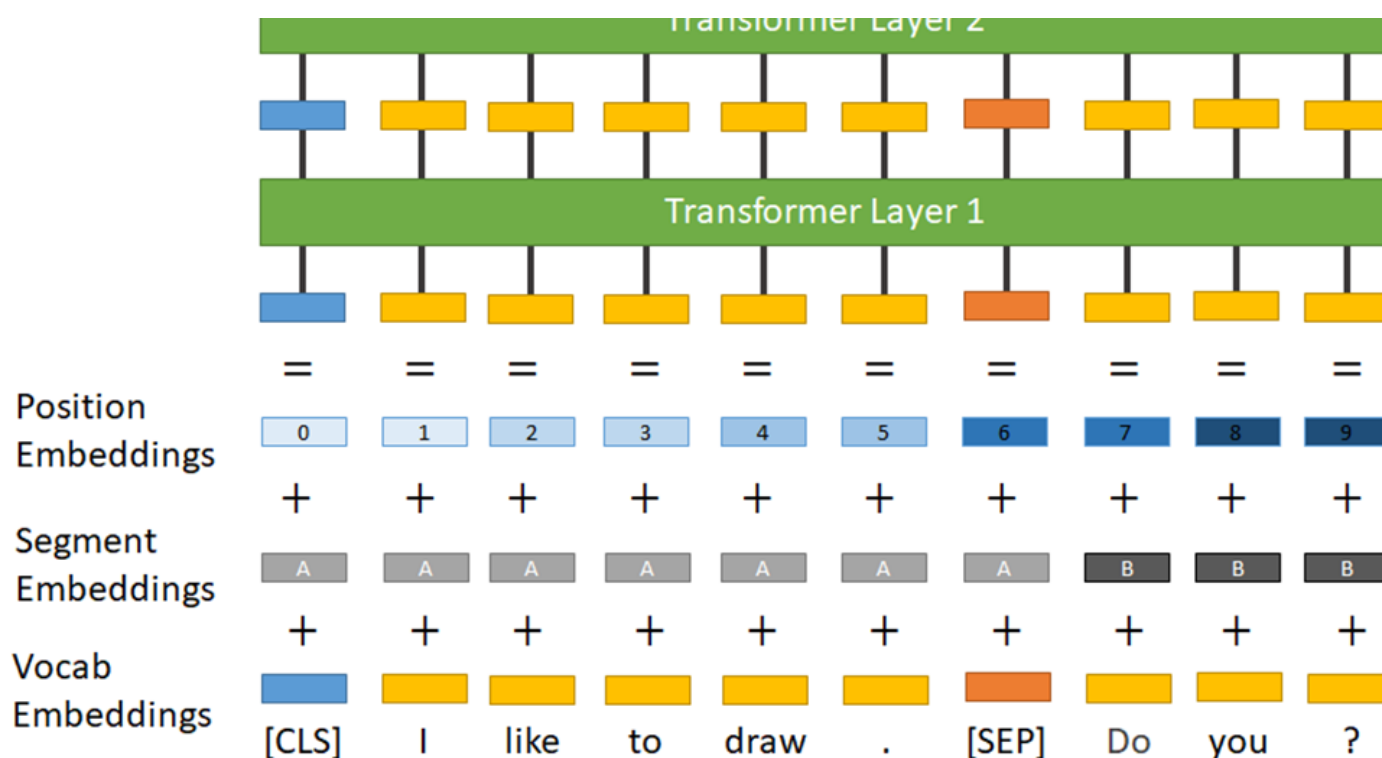 Transformer Layer 2
Transformer Layer 1
= = = = = = = = = =
Position
Embeddings
0 1 2 3 4 5 6 7 8 9
+ + + + + + + + + +
Segment
Embeddings
A A A A A A A B B B
+ + + + + + + + + +
Vocab
Embeddings
[CLS] I like to draw . [SEP] Do you ?